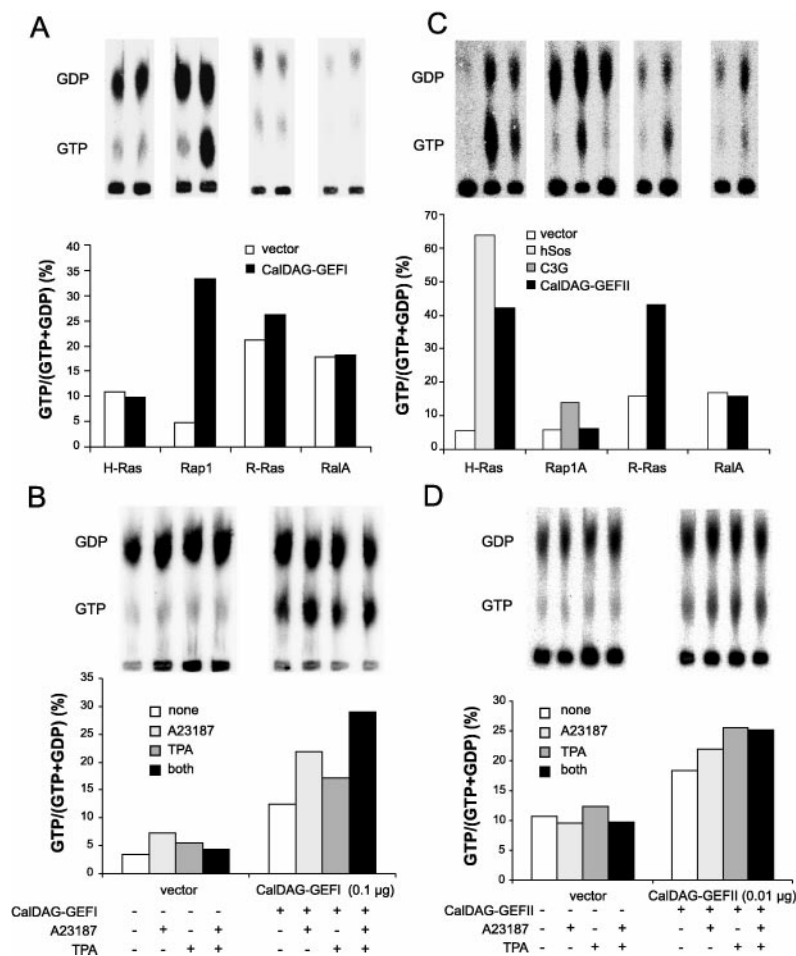 A
GDP
GTP
GTP/(GTP+GDP) (%)
40
35
30
25
20
15
10
5
0
vector
CalDAG-GEFI
H-Ras Rap1 R-Ras RalA
C
GDP
GTP
GTP/(GTP+GDP) (%)
70
60
50
40
30
20
10
0
vector
hSos
C3G
CalDAG-GEFII
H-Ras Rap1A R-Ras RalA
B
GDP
GTP
GTP/(GTP+GDP) (%)
35
30
25
20
15
10
5
0
none
A23187
TPA
both
vector CalDAG-GEFI (0.1 µg)
CalDAG-GEFI - - - - + + + +
A23187 - + - + - + - +
TPA - - + + - - + +
D
GDP
GTP
GTP/(GTP+GDP) (%)
30
25
20
15
10
5
0
none
A23187
TPA
both
vector CalDAG-GEFII (0.01 µg)
CalDAG-GEFII - - - - + + + +
A23187 - + - + - + - +
TPA - - + + - - + +